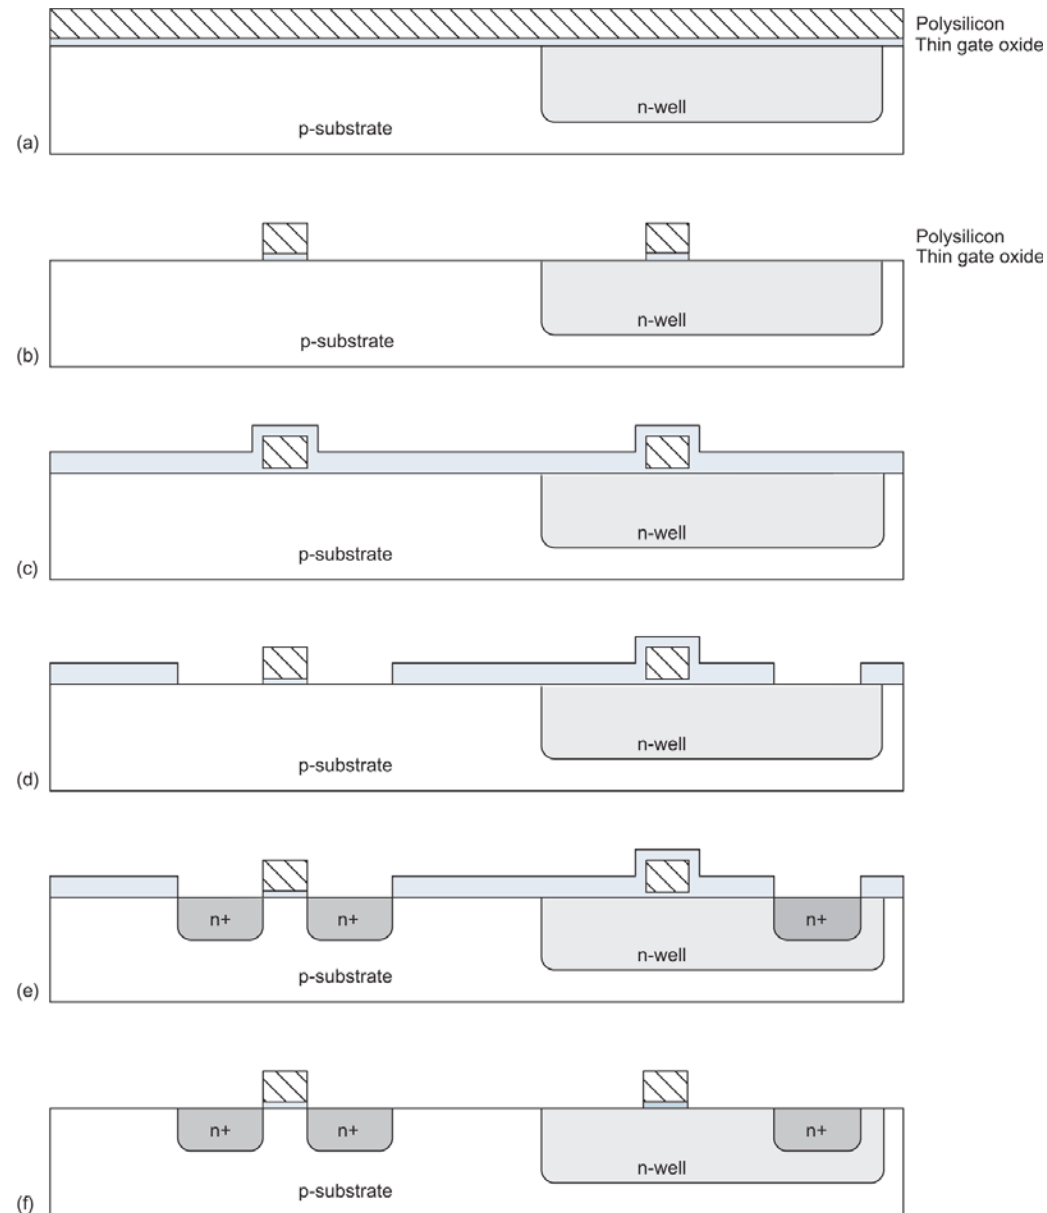 Polysilicon
Thin gate oxide
n-well
p-substrate
(a)
Polysilicon
Thin gate oxide
n-well
p-substrate
(b)
n-well
p-substrate
(c)
n-well
p-substrate
(d)
n+ n+ n+
n-well
p-substrate
(e)
n+ n+ n+
n-well
p-substrate
(f)